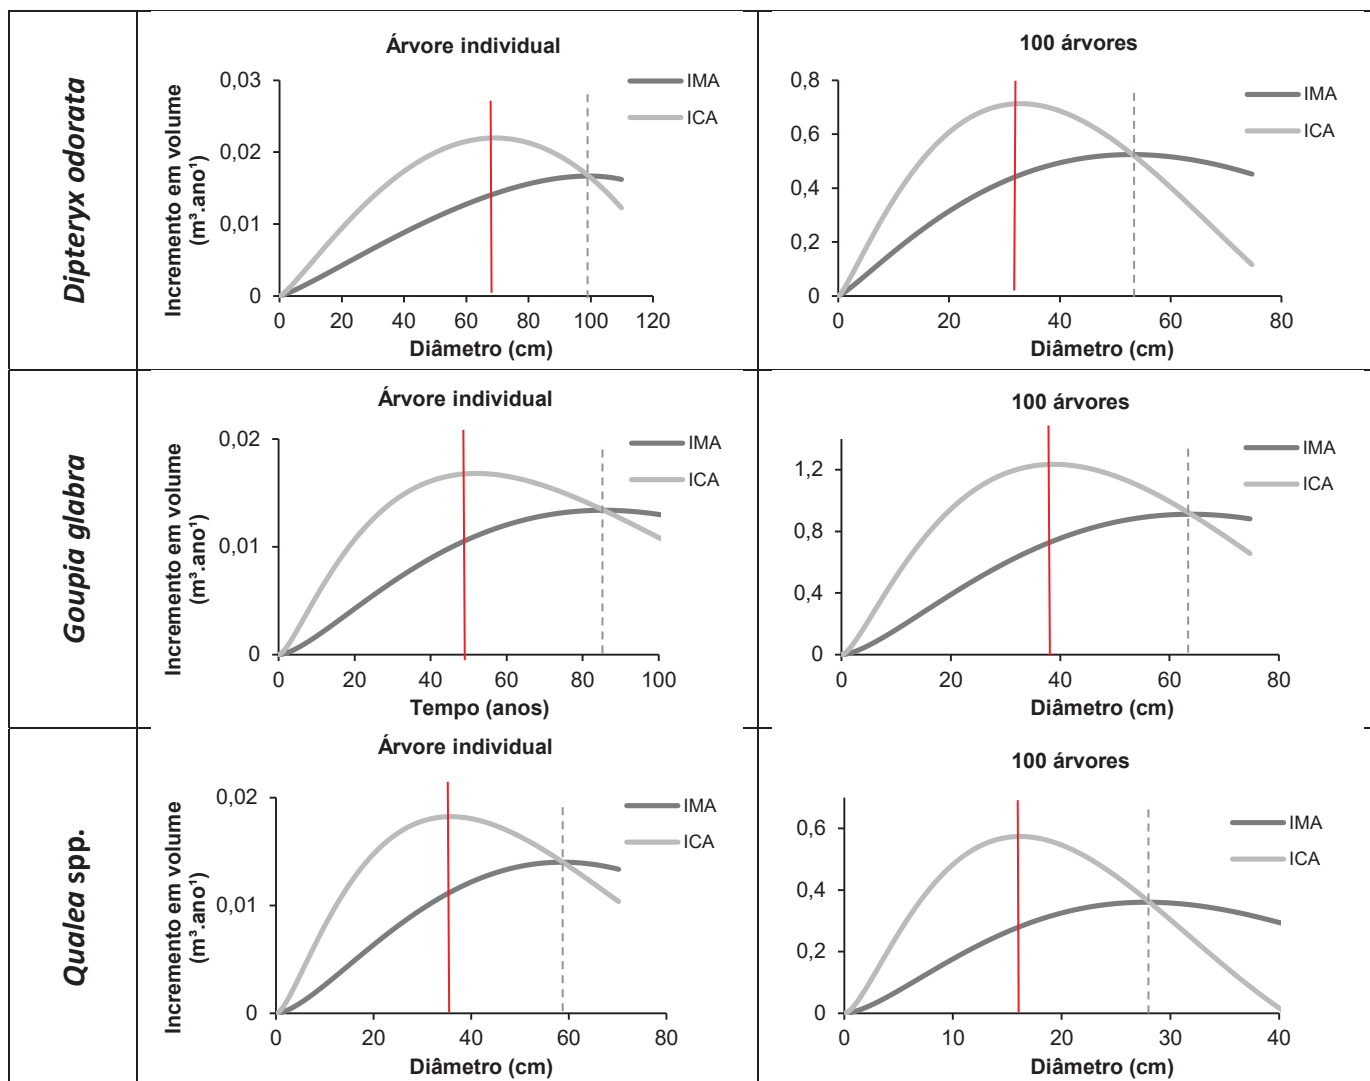 Dipteryx odorata
Árvore individual
Incremento em volume
(m³.ano¹)
0,03
0,02
0,01
0
0 20 40 60 80 100 120
Diâmetro (cm)
IMA
ICA
100 árvores
0,8
0,6
0,4
0,2
0
0 20 40 60 80
Diâmetro (cm)
IMA
ICA
Goupia glabra
Árvore individual
Incremento em volume
(m³.ano¹)
0,02
0,01
0
0 20 40 60 80 100
Tempo (anos)
IMA
ICA
100 árvores
1,2
0,8
0,4
0
0 20 40 60 80
Diâmetro (cm)
IMA
ICA
Qualea spp.
Árvore individual
Incremento em volume
(m³.ano¹)
0,02
0,01
0
0 20 40 60 80
Diâmetro (cm)
IMA
ICA
100 árvores
0,6
0,4
0,2
0
0 10 20 30 40
Diâmetro (cm)
IMA
ICA